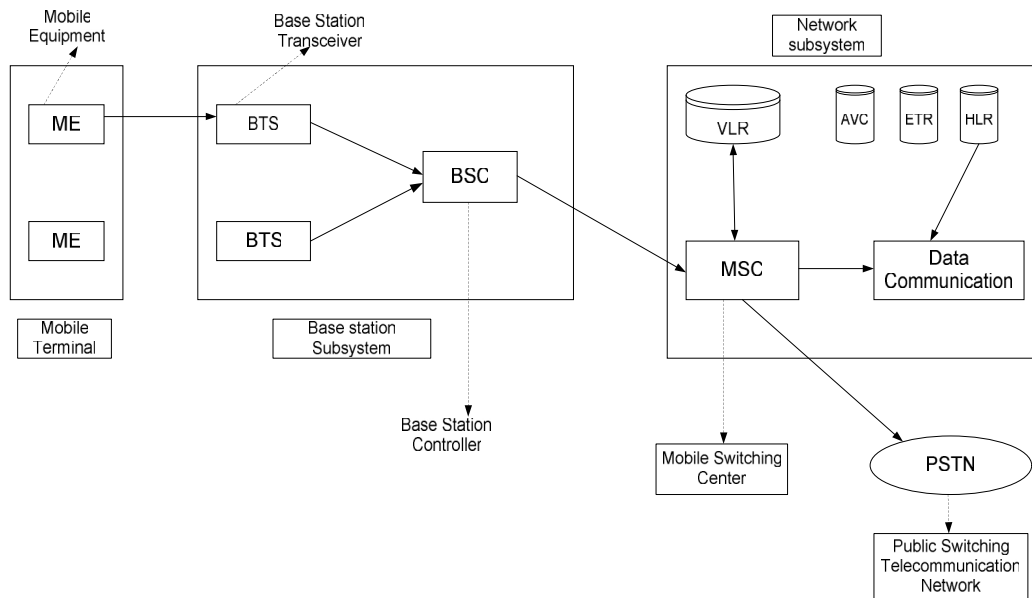 Mobile
Equipment
Base Station
Transceiver
Network
subsystem
ME
BTS
VLR
AVC
ETR
HLR
BSC
ME
BTS
MSC
Data
Communication
Mobile
Terminal
Base station
Subsystem
Base Station
Controller
Mobile Switching
Center
PSTN
Public Switching
Telecommunication
Network